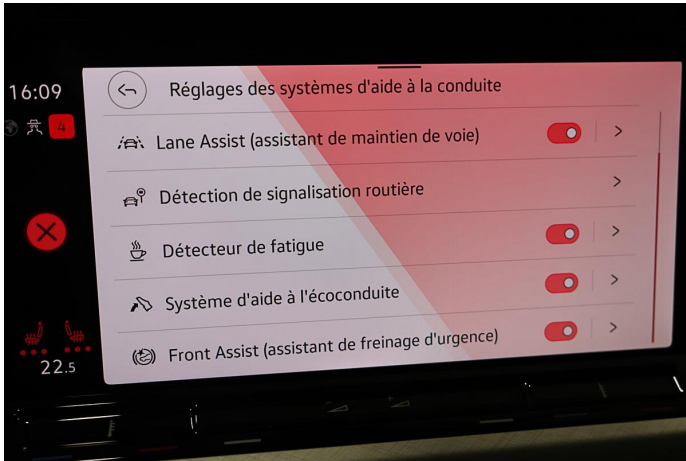 16:09
Réglages des systèmes d'aide à la conduite
4
Lane Assist (assistant de maintien de voie)
Détection de signalisation routière
Détecteur de fatigue
Système d'aide à l'écoconduite
Front Assist (assistant de freinage d'urgence)
22.5